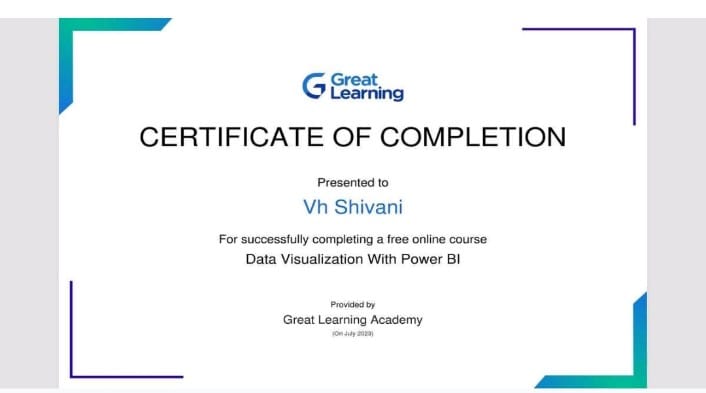 Great
Learning
CERTIFICATE OF COMPLETION
Presented to
Vh Shivani
For successfully completing a free online course
Data Visualization With Power BI
Provided by
Great Learning Academy
(On July 2023)